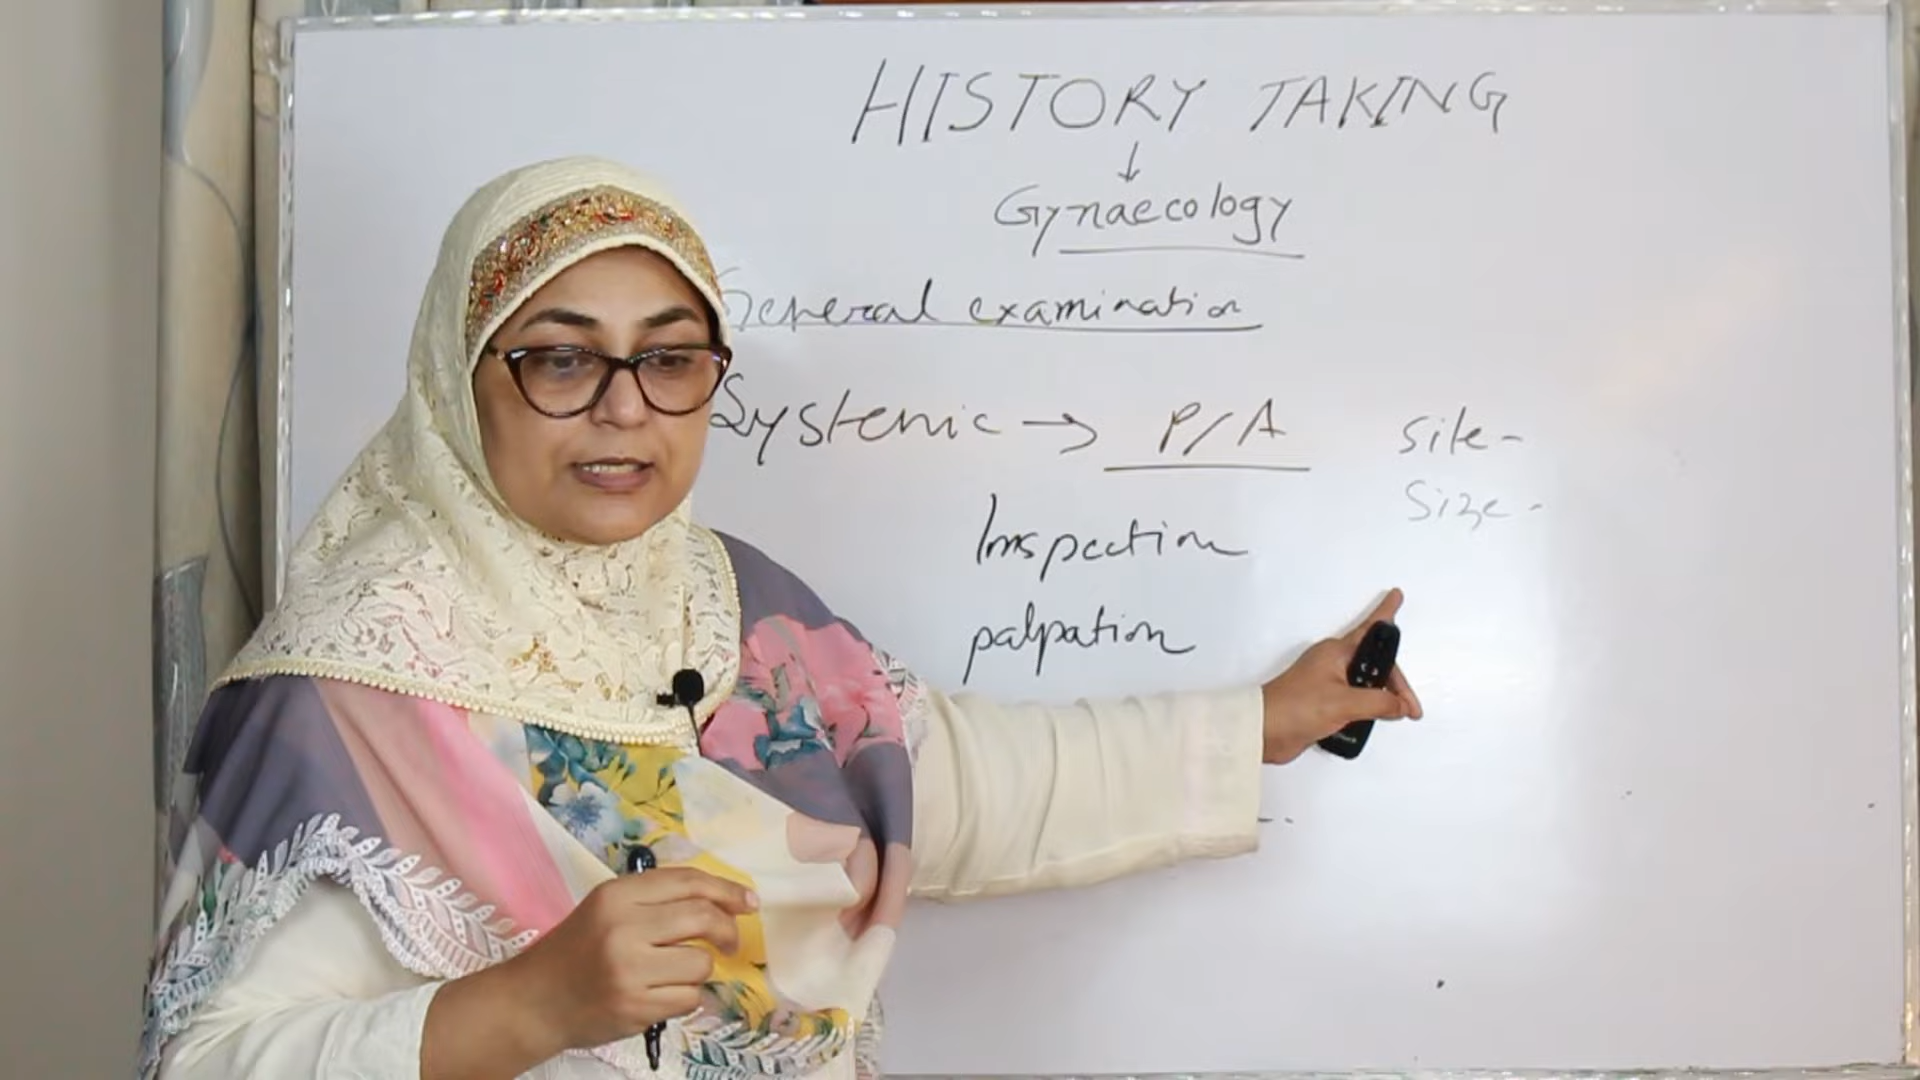 HISTORY TAKING
↓
Gynaecology
General examination
Systemic → P/A
Site -
Size -
Inspection
palpation